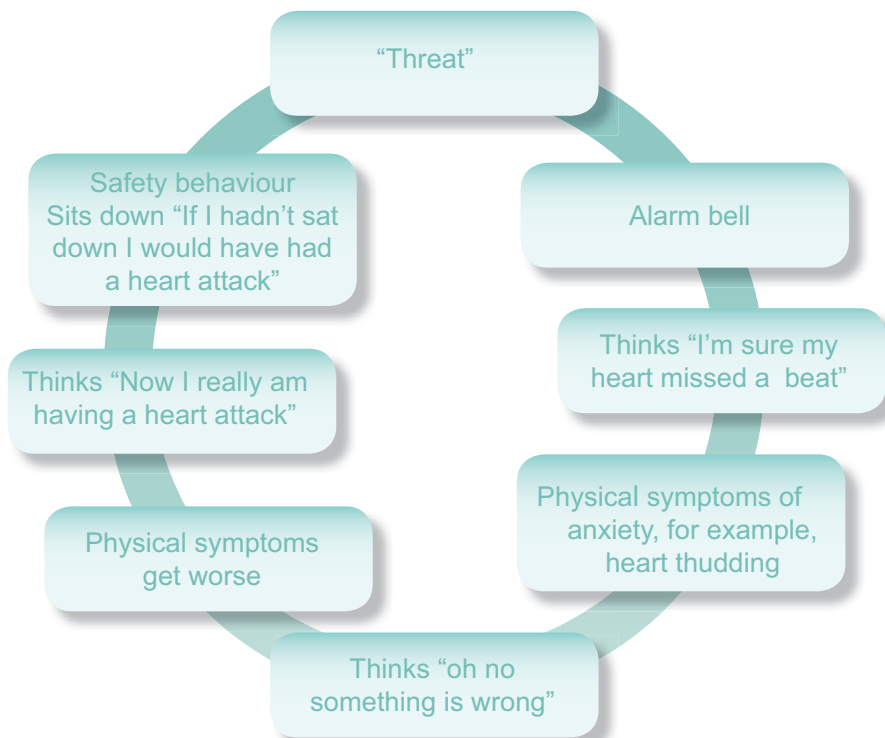 “Threat”
Alarm bell
Thinks “I’m sure my
heart missed a beat”
Physical symptoms of
anxiety, for example,
heart thudding
Thinks “oh no
something is wrong”
Physical symptoms
get worse
Thinks “Now I really am
having a heart attack”
Safety behaviour
Sits down “If I hadn’t sat
down I would have had
a heart attack”